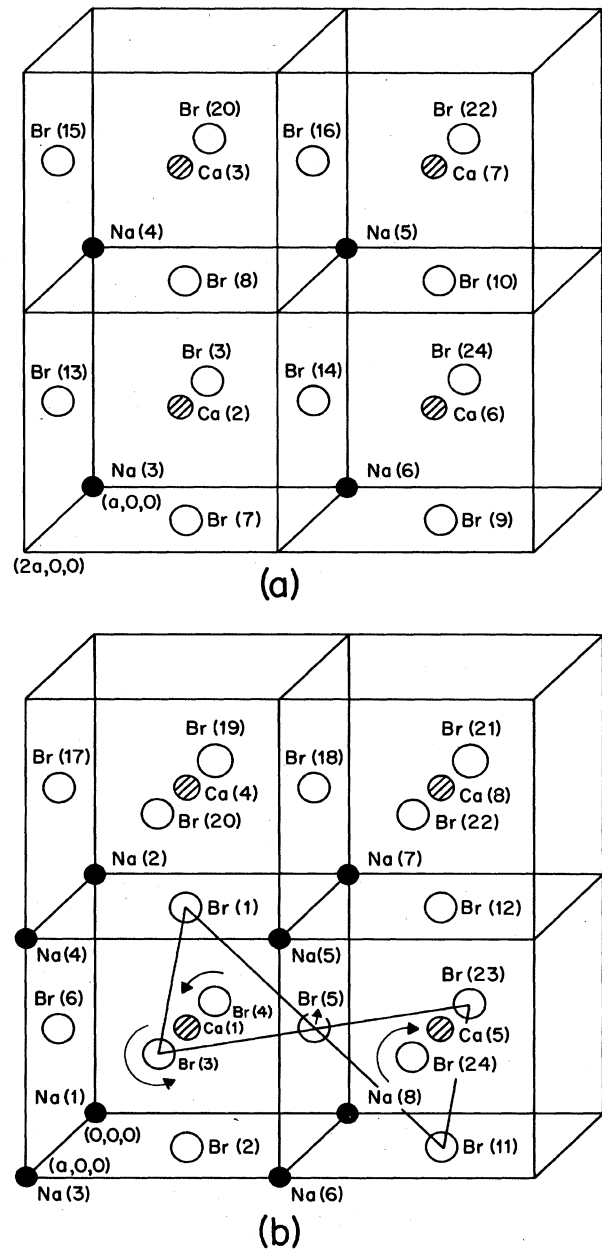 Br (20) Br (22)
Br (15) Br (16)
Ca (3) Ca (7)
Na (4) Na (5)
Br (8) Br (10)
Br (3) Br (24)
Br (13) Br (14)
Ca (2) Ca (6)
Na (3) Na (6)
(a,0,0) Br (7) Br (9)
(2a,0,0)
(a)
Br (19) Br (21)
Br (17) Br (18)
Ca (4) Ca (8)
Br (20) Br (22)
Na (2) Na (7)
Br (1) Br (12)
Na (4) Na (5)
Br (23)
Br (6) Br (4) Br (5)
Ca (1) Ca (5)
Br (3) Br (24)
Na (1) Na (8)
(0,0,0)
Br (2) Br (11)
(a,0,0)
Na (3) Na (6)
(b)